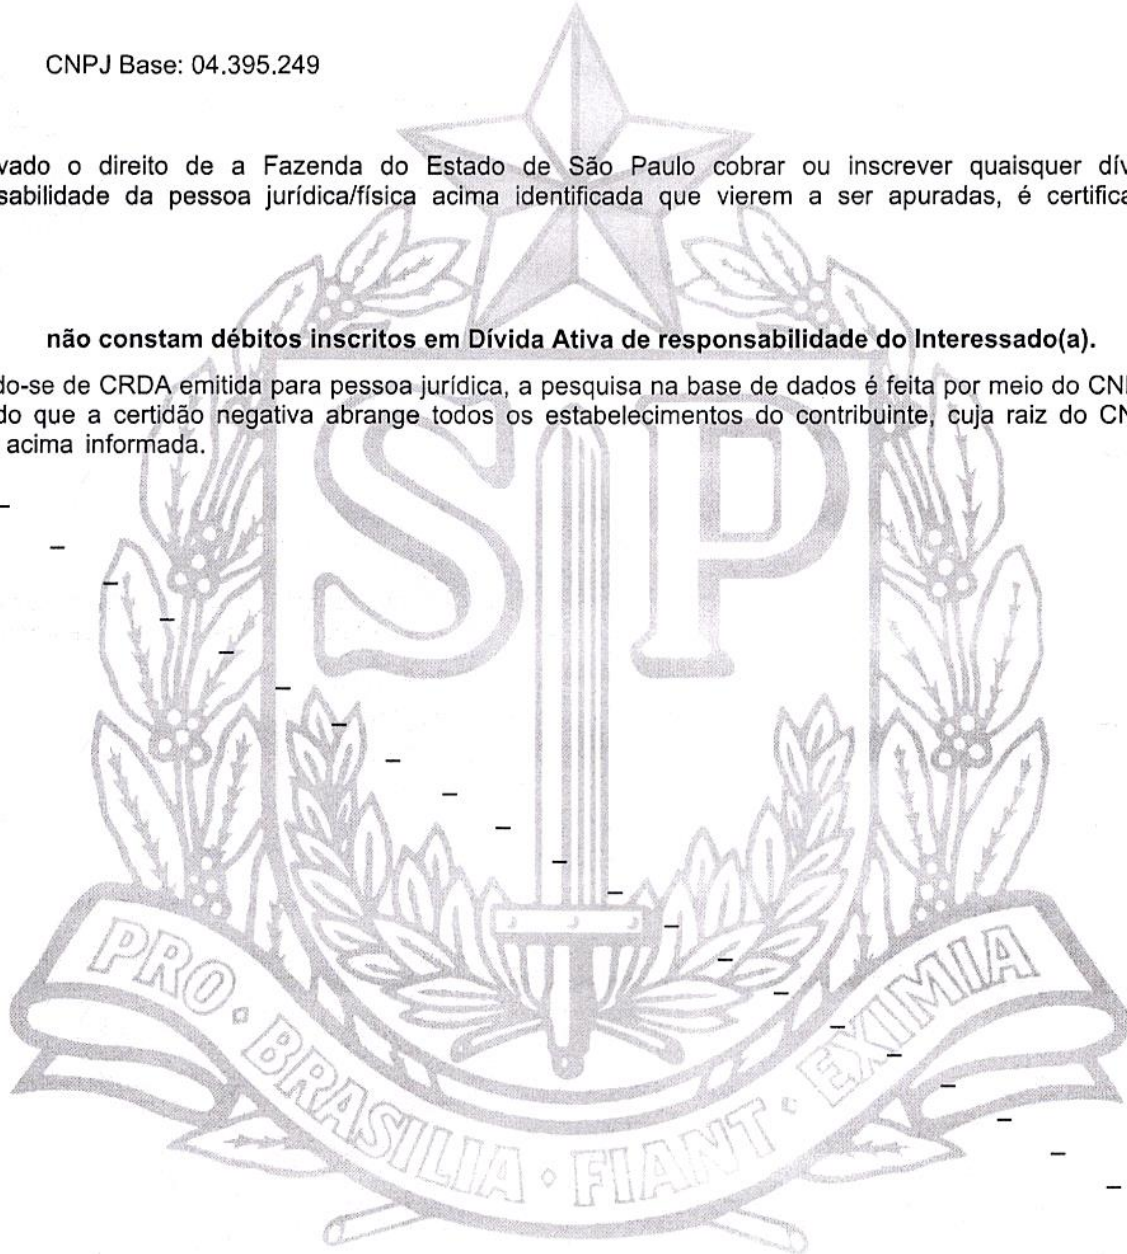 CNPJ Base: 04.395.249
vado o direito de a Fazenda do Estado de São Paulo cobrar ou inscrever quaisquer dív
sabilidade da pessoa jurídica/física acima identificada que vierem a ser apuradas, é certifica
não constam débitos inscritos em Dívida Ativa de responsabilidade do Interessado(a).
do-se de CRDA emitida para pessoa jurídica, a pesquisa na base de dados é feita por meio do CN
do que a certidão negativa abrange todos os estabelecimentos do contribuinte, cuja raiz do CN
acima informada.
SP
PRO · BRASILIA · FIANT · EXIMIA